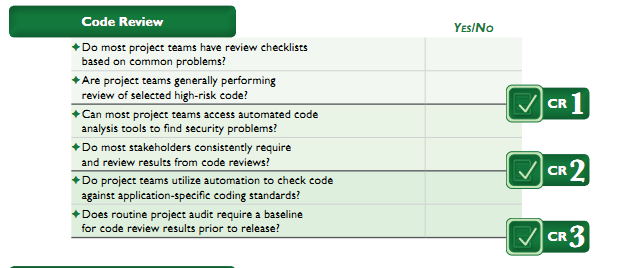 Code Review
YES/NO
✦Do most project teams have review checklists
based on common problems?
✦Are project teams generally performing
review of selected high-risk code?
CR 1
✦Can most project teams access automated code
analysis tools to find security problems?
✦Do most stakeholders consistently require
and review results from code reviews?
CR 2
✦Do project teams utilize automation to check code
against application-specific coding standards?
✦Does routine project audit require a baseline
for code review results prior to release?
CR 3